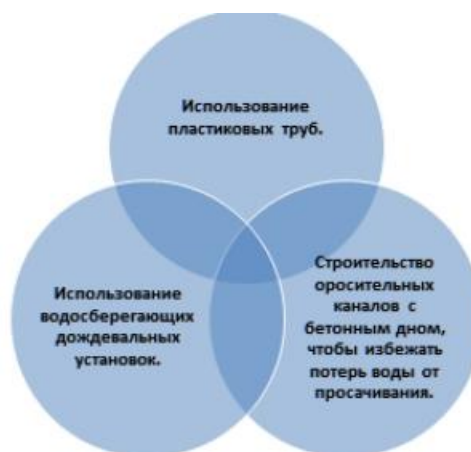 Использование
пластиковых труб.
Использование
водосберегающих
дождевальных
установок.
Строительство
оросительных
каналов с
бетонным дном,
чтобы избежать
потерь воды от
просачивания.